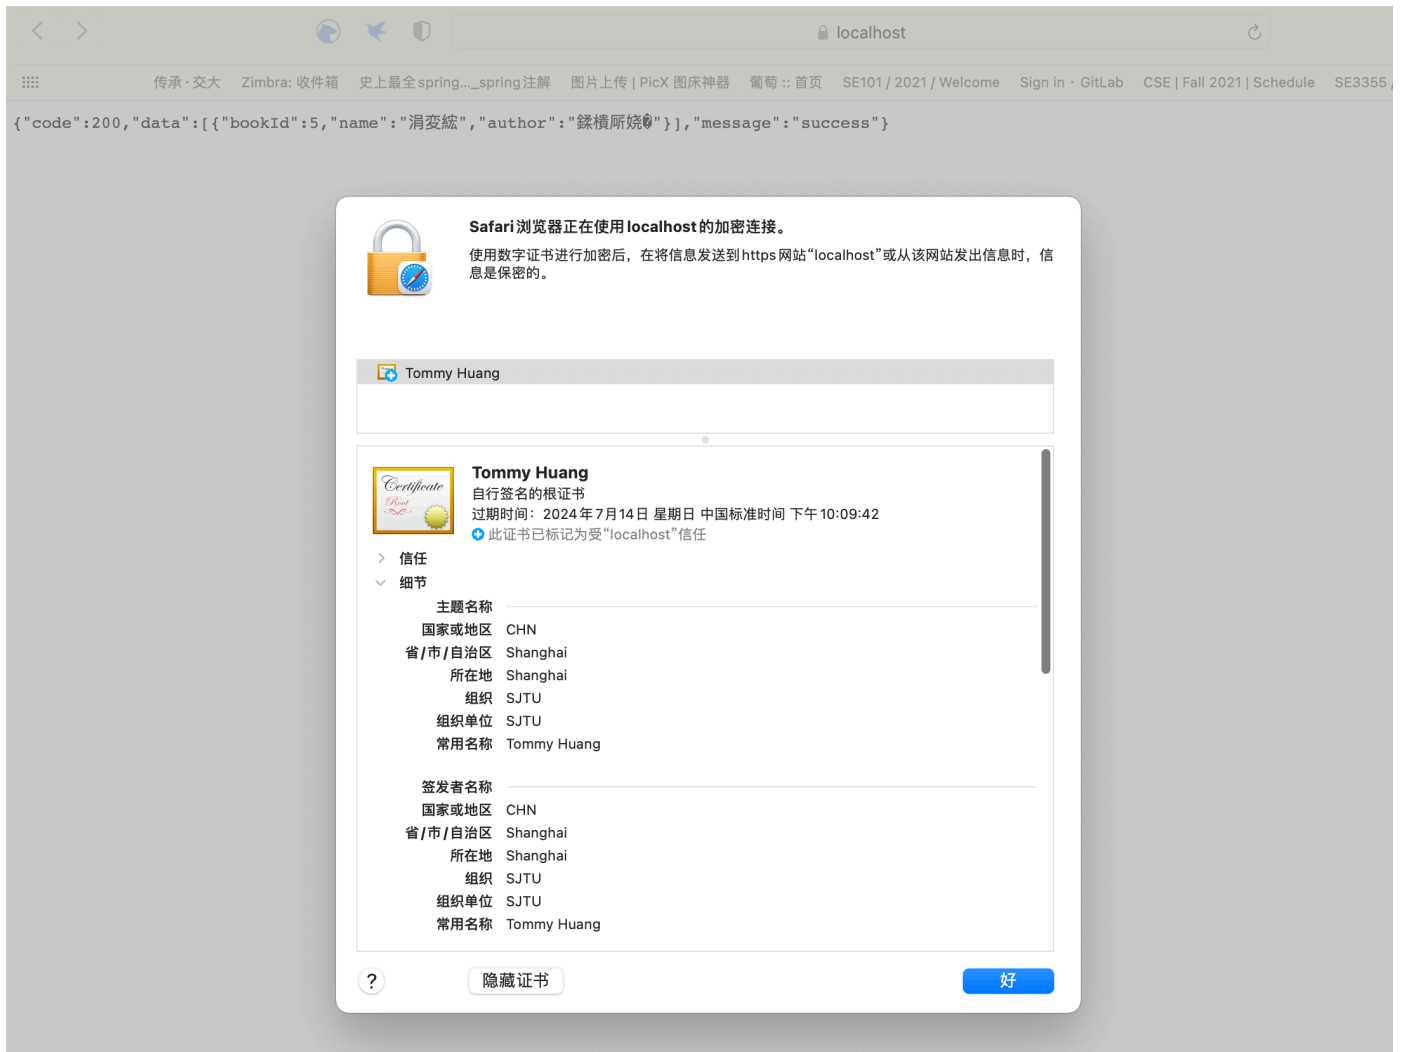 localhost
传承 · 交大 Zimbra: 收件箱 史上最全spring..._spring注解 图片上传 | PicX 图床神器 葡萄 :: 首页 SE101 / 2021 / Welcome Sign in · GitLab CSE | Fall 2021 | Schedule SE3355 /
{"code":200,"data":[{"bookId":5,"name":"涓夌綋","author":"鍒樻厛娆�"}],"message":"success"}
Safari浏览器正在使用localhost的加密连接。
使用数字证书进行加密后，在将信息发送到https网站“localhost”或从该网站发出信息时，信
息是保密的。
Tommy Huang
Certificate
Root
Tommy Huang
自行签名的根证书
过期时间：2024年7月14日 星期日 中国标准时间 下午10:09:42
此证书已标记为受“localhost”信任
信任
细节
主题名称
国家或地区 CHN
省/市/自治区 Shanghai
所在地 Shanghai
组织 SJTU
组织单位 SJTU
常用名称 Tommy Huang
签发者名称
国家或地区 CHN
省/市/自治区 Shanghai
所在地 Shanghai
组织 SJTU
组织单位 SJTU
常用名称 Tommy Huang
? 隐藏证书 好